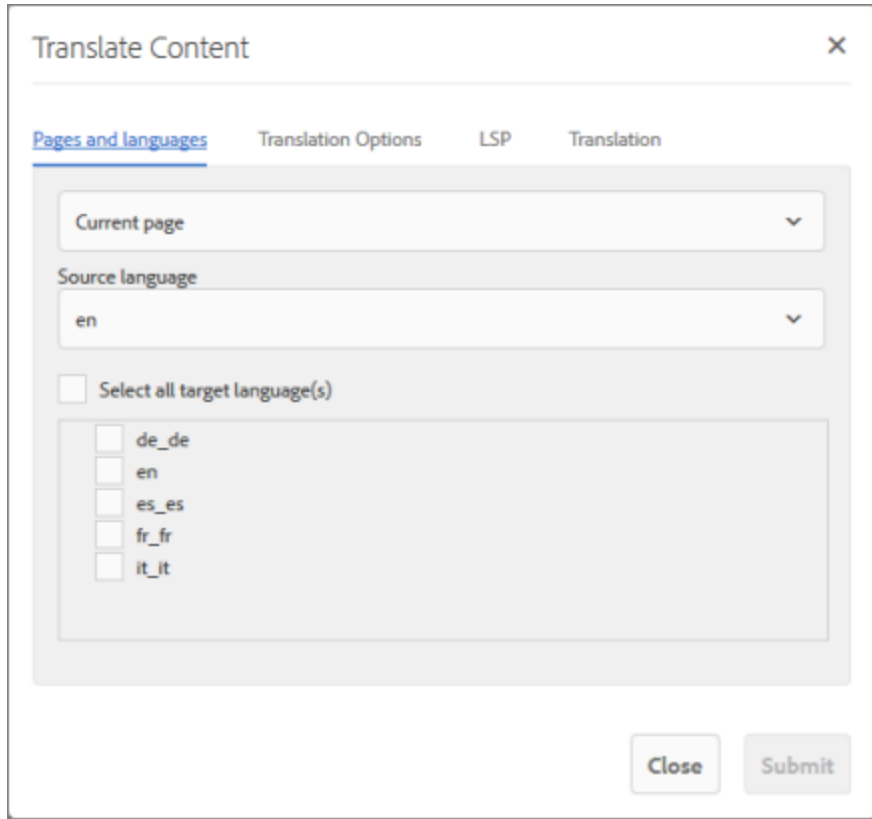 Translate Content
Pages and languages Translation Options LSP Translation
Current page
Source language
en
Select all target language(s)
de_de
en
es_es
fr_fr
it_it
Close Submit